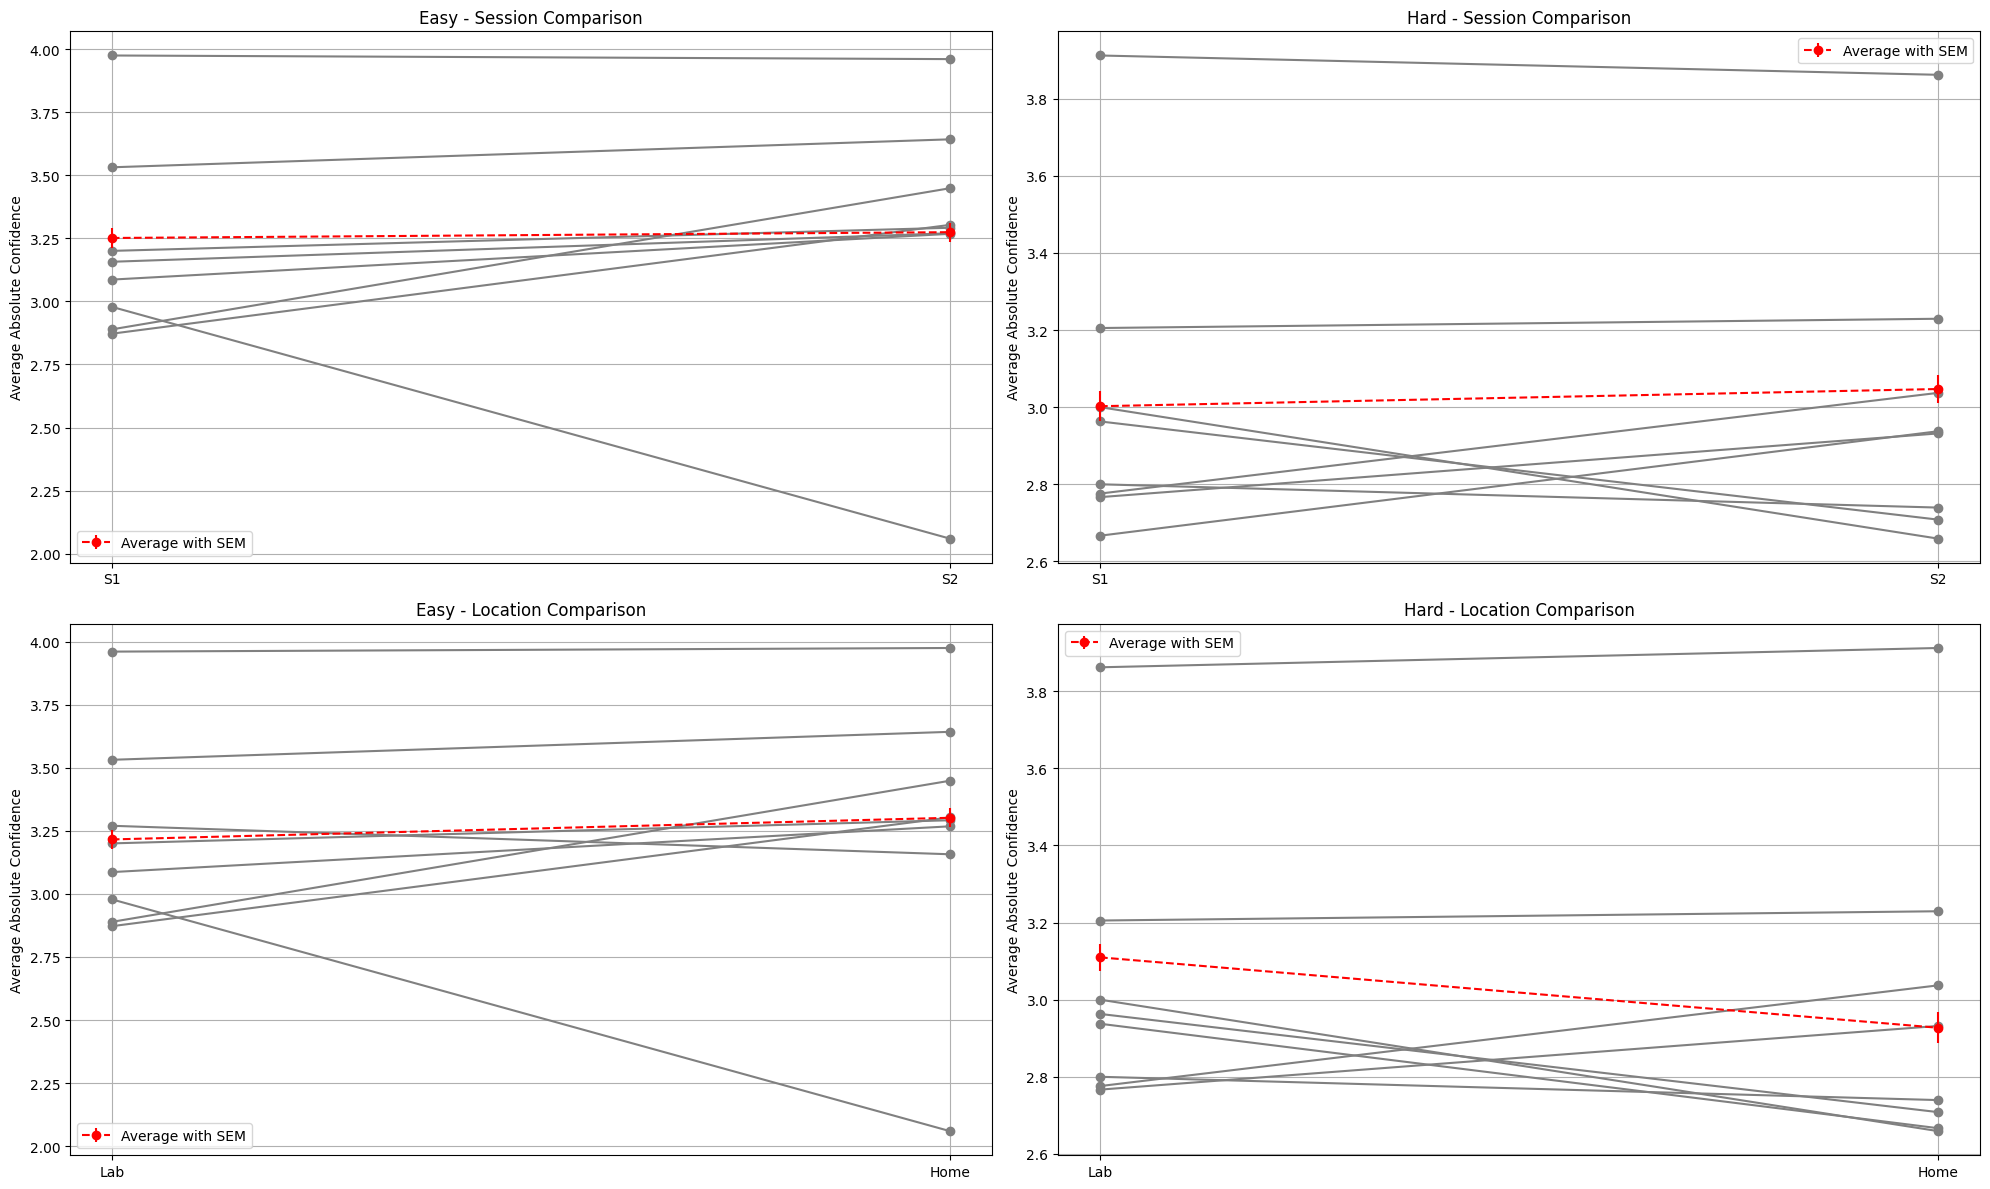 Easy - Session Comparison
Average Absolute Confidence
4.00
3.75
3.50
3.25
3.00
2.75
2.50
2.25
2.00
Average with SEM
S1 S2
Hard - Session Comparison
Average Absolute Confidence
Average with SEM
3.8
3.6
3.4
3.2
3.0
2.8
2.6
S1 S2
Easy - Location Comparison
Average Absolute Confidence
4.00
3.75
3.50
3.25
3.00
2.75
2.50
2.25
2.00
Average with SEM
Lab Home
Hard - Location Comparison
Average Absolute Confidence
Average with SEM
3.8
3.6
3.4
3.2
3.0
2.8
2.6
Lab Home